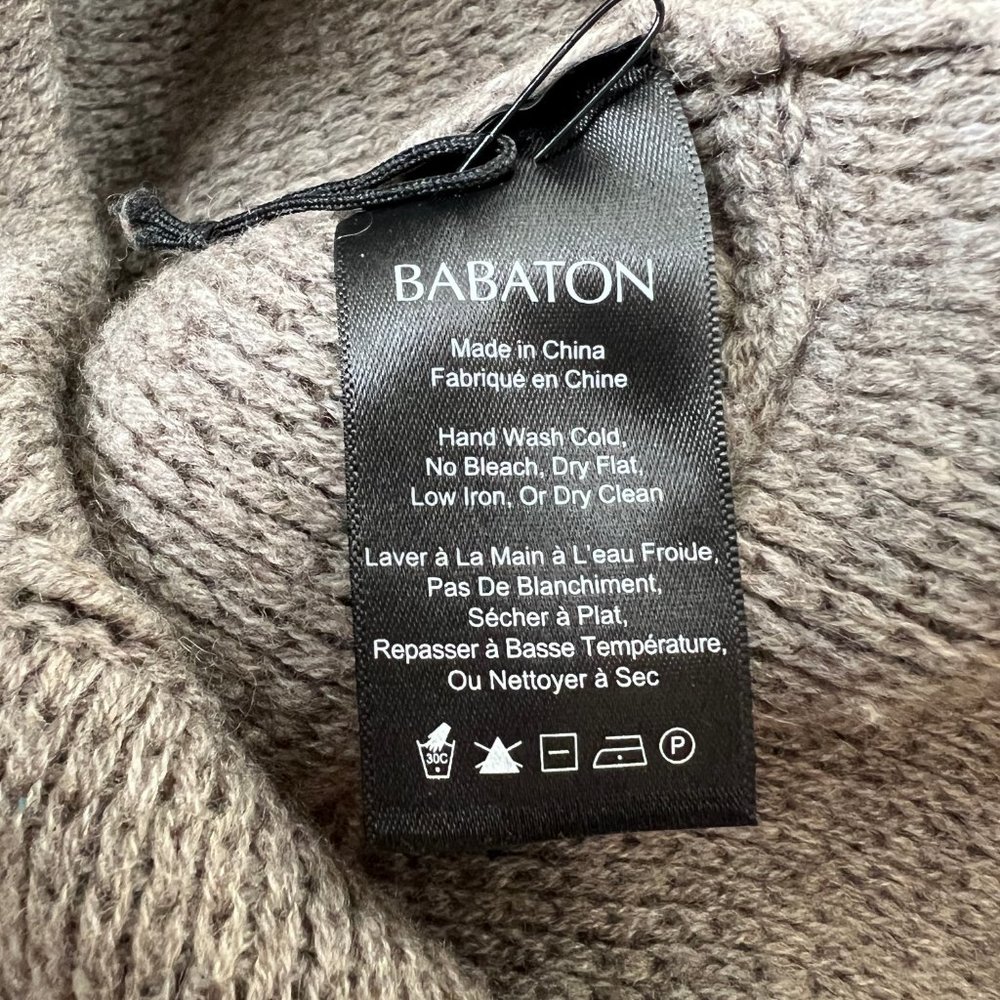 BABATON
Made in China
Fabriqué en Chine
Hand Wash Cold,
No Bleach, Dry Flat,
Low Iron, Or Dry Clean
Laver à La Main à L'eau Froide,
Pas De Blanchiment,
Sécher à Plat,
Repasser à Basse Température,
Ou Nettoyer à Sec
30C P